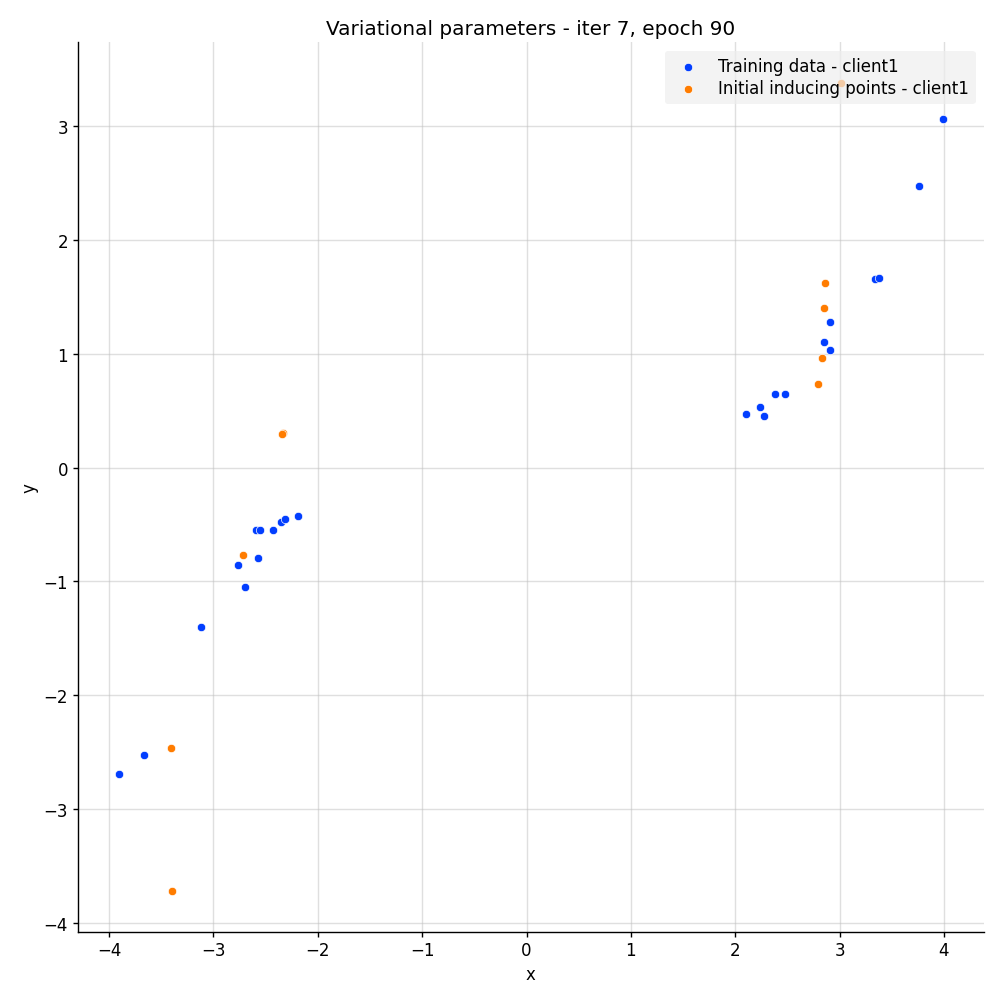 Variational parameters - iter 7, epoch 90
Training data - client1
Initial inducing points - client1
3
2
1
0
−1
−2
−3
−4
y
−4 −3 −2 −1 0 1 2 3 4
x